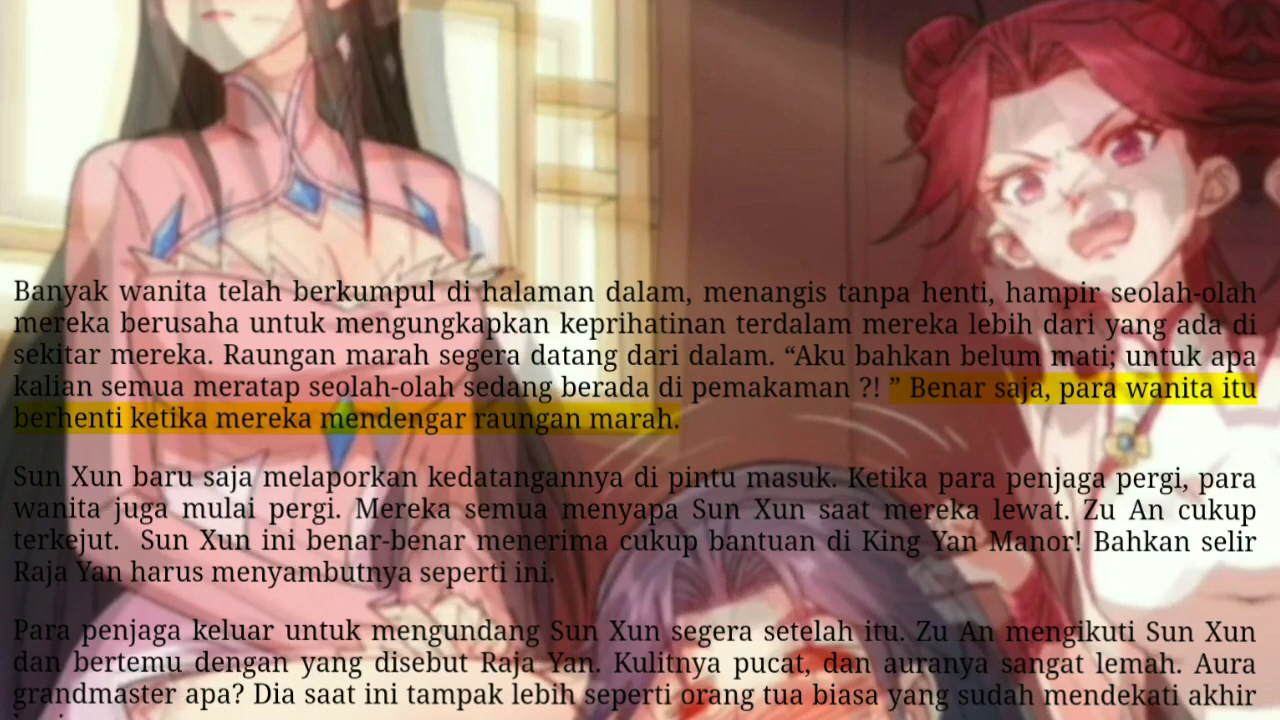 Banyak wanita telah berkumpul di halaman dalam, menangis tanpa henti, hampir seolah-olah
mereka berusaha untuk mengungkapkan keprihatinan terdalam mereka lebih dari yang ada di
sekitar mereka. Raungan marah segera datang dari dalam. “Aku bahkan belum mati; untuk apa
kalian semua meratap seolah-olah sedang berada di pemakaman ?! ” Benar saja, para wanita itu
berhenti ketika mereka mendengar raungan marah.
Sun Xun baru saja melaporkan kedatangannya di pintu masuk. Ketika para penjaga pergi, para
wanita juga mulai pergi. Mereka semua menyapa Sun Xun saat mereka lewat. Zu An cukup
terkejut.  Sun Xun ini benar-benar menerima cukup bantuan di King Yan Manor! Bahkan selir
Raja Yan harus menyambutnya seperti ini.
Para penjaga keluar untuk mengundang Sun Xun segera setelah itu. Zu An mengikuti Sun Xun
dan bertemu dengan yang disebut Raja Yan. Kulitnya pucat, dan auranya sangat lemah. Aura
grandmaster apa? Dia saat ini tampak lebih seperti orang tua biasa yang sudah mendekati akhir